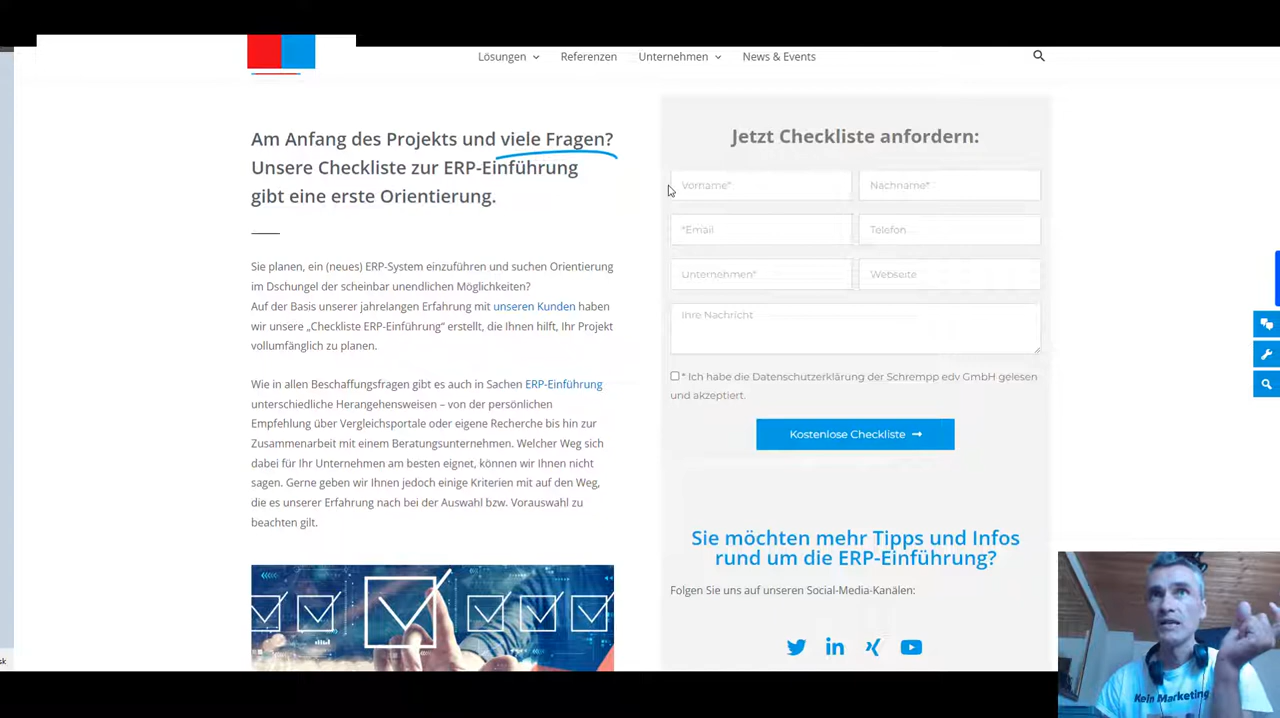 Lösungen Referenzen Unternehmen News & Events
Am Anfang des Projekts und viele Fragen?
Unsere Checkliste zur ERP-Einführung
gibt eine erste Orientierung.
Sie planen, ein (neues) ERP-System einzuführen und suchen Orientierung
im Dschungel der scheinbar unendlichen Möglichkeiten?
Auf der Basis unserer jahrelangen Erfahrung mit unseren Kunden haben
wir unsere „Checkliste ERP-Einführung“ erstellt, die Ihnen hilft, Ihr Projekt
vollumfänglich zu planen.
Wie in allen Beschaffungsfragen gibt es auch in Sachen ERP-Einführung
unterschiedliche Herangehensweisen – von der persönlichen
Empfehlung über Vergleichsportale oder eigene Recherche bis hin zur
Zusammenarbeit mit einem Beratungsunternehmen. Welcher Weg sich
dabei für Ihr Unternehmen am besten eignet, können wir Ihnen nicht
sagen. Gerne geben wir Ihnen jedoch einige Kriterien mit auf den Weg,
die es unserer Erfahrung nach bei der Auswahl bzw. Vorauswahl zu
beachten gilt.
Jetzt Checkliste anfordern:
Vorname* Nachname*
*Email Telefon
Unternehmen* Webseite
Ihre Nachricht
* Ich habe die Datenschutzerklärung der Schrempp edv GmbH gelesen
und akzeptiert.
Kostenlose Checkliste →
Sie möchten mehr Tipps und Infos
rund um die ERP-Einführung?
Folgen Sie uns auf unseren Social-Media-Kanälen:
Kein Marketing